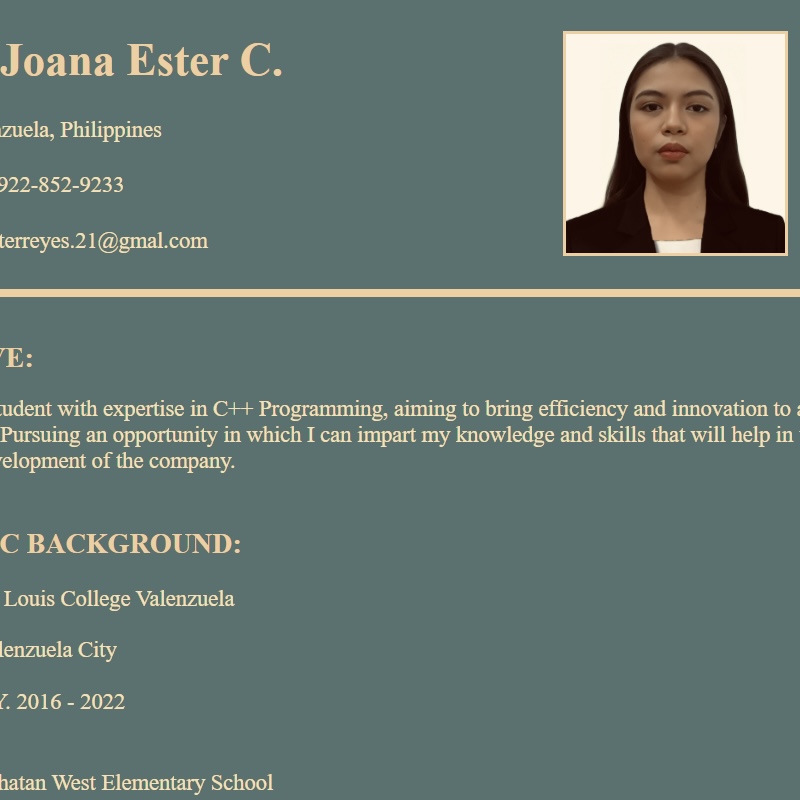 Joana Ester C.
nzuela, Philippines
922-852-9233
terreyes.21@gmal.com
VE:
tudent with expertise in C++ Programming, aiming to bring efficiency and innovation to a
Pursuing an opportunity in which I can impart my knowledge and skills that will help in
velopment of the company.
C BACKGROUND:
Louis College Valenzuela
lenzuela City
Y. 2016 - 2022
hatan West Elementary School